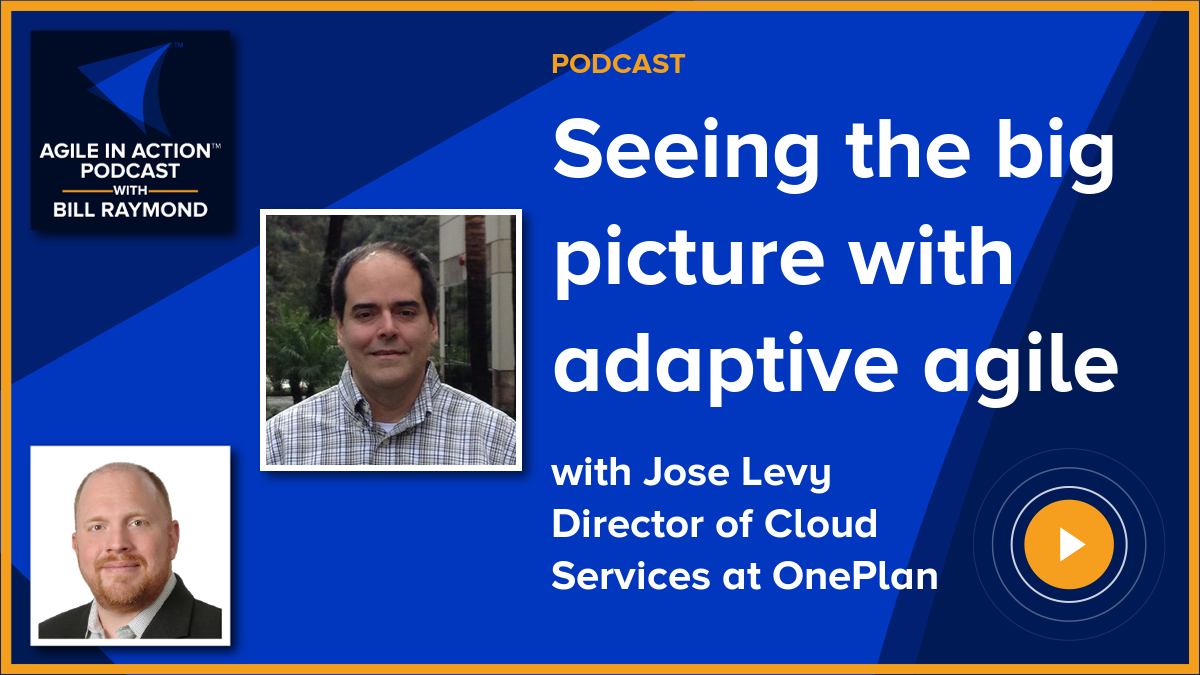 ™
AGILE IN ACTION™
PODCAST
WITH
BILL RAYMOND
PODCAST
Seeing the big
picture with
adaptive agile
with Jose Levy
Director of Cloud
Services at OnePlan